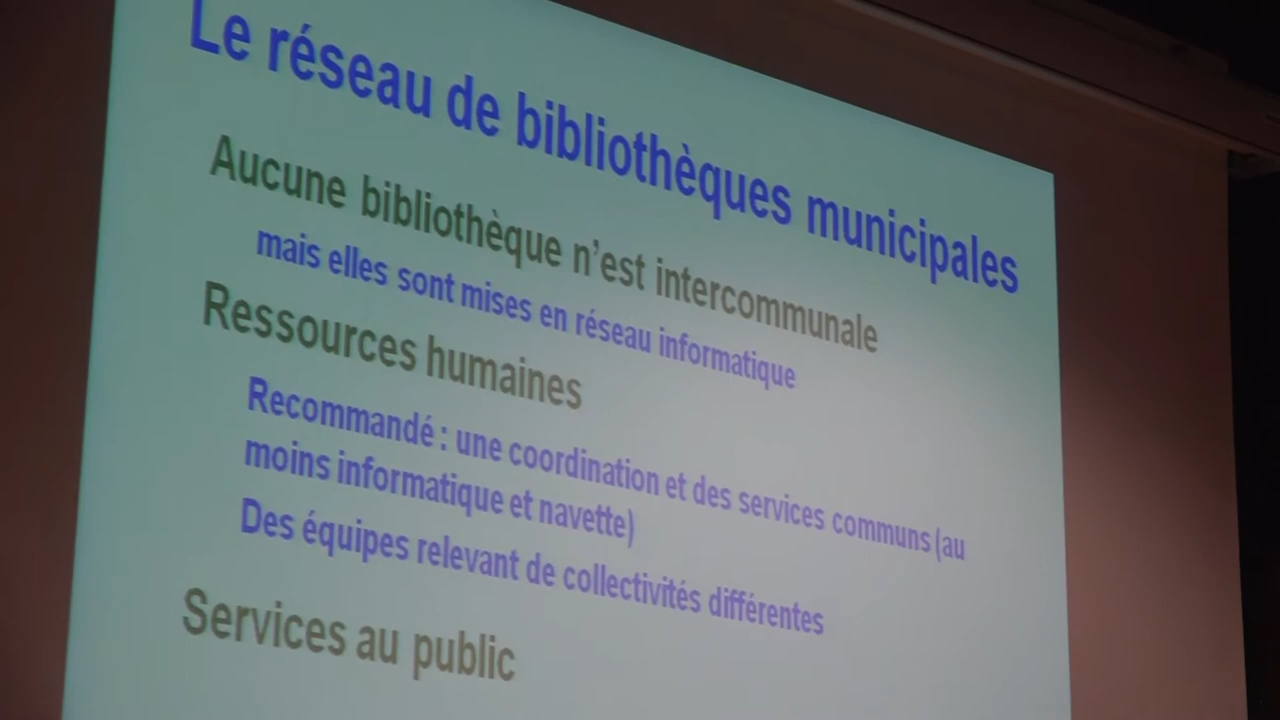 Le réseau de bibliothèques municipales
Aucune bibliothèque n’est intercommunale
mais elles sont mises en réseau informatique
Ressources humaines
Recommandé : une coordination et des services communs (au
moins informatique et navette)
Des équipes relevant de collectivités différentes
Services au public